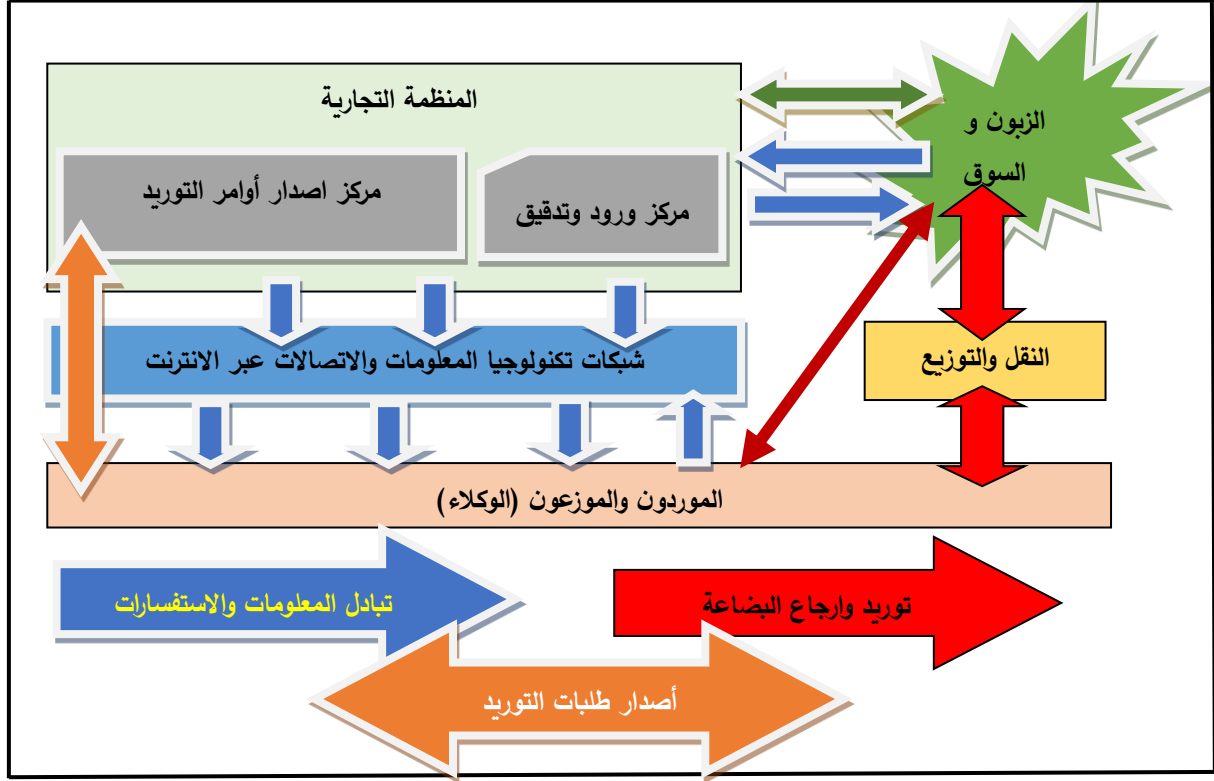 المنظمة التجارية
الزبون و
السوق
مركز ورود وتدقيق
مركز اصدار أوامر التوريد
شبكات تكنولوجيا المعلومات والاتصالات عبر الانترنت
النقل والتوزيع
الموردون والموزعون (الوكلاء)
تبادل المعلومات والاستفسارات
توريد وارجاع البضاعة
أصدار طلبات التوريد